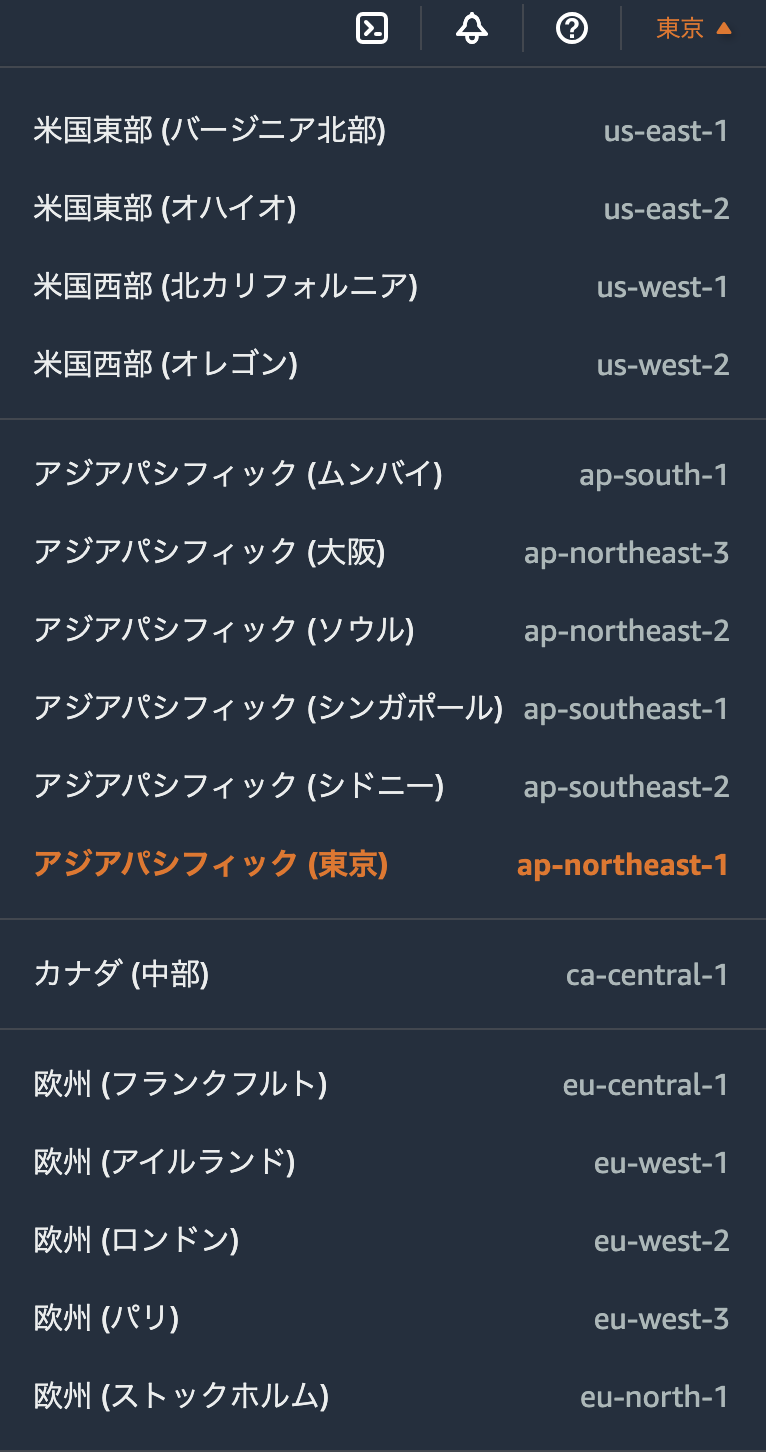 東京
米国東部 (バージニア北部) us-east-1
米国東部 (オハイオ) us-east-2
米国西部 (北カリフォルニア) us-west-1
米国西部 (オレゴン) us-west-2
アジアパシフィック (ムンバイ) ap-south-1
アジアパシフィック (大阪) ap-northeast-3
アジアパシフィック (ソウル) ap-northeast-2
アジアパシフィック (シンガポール) ap-southeast-1
アジアパシフィック (シドニー) ap-southeast-2
アジアパシフィック (東京) ap-northeast-1
カナダ (中部) ca-central-1
欧州 (フランクフルト) eu-central-1
欧州 (アイルランド) eu-west-1
欧州 (ロンドン) eu-west-2
欧州 (パリ) eu-west-3
欧州 (ストックホルム) eu-north-1